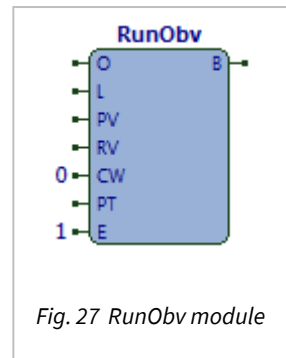 RunObv
O B
L
PV
RV
0 CW
PT
1 E
Fig. 27 RunObv module